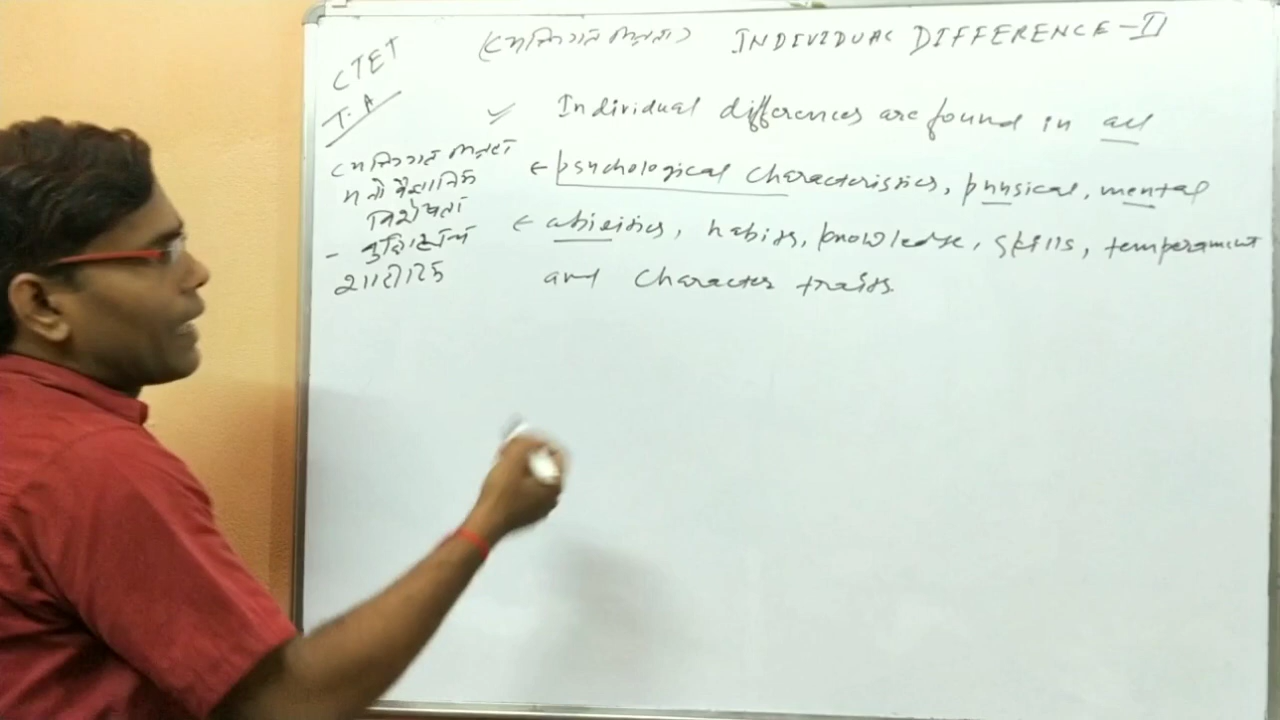 CTET
T.A
(व्यक्तिगत भिन्नता) INDIVIDUAL DIFFERENCE-II
Individual differences are found in all
psychological characteristics, physical, mental
abilities, habits, knowledge, skills, temperament
and character traits.
व्यक्तिगत भिन्नता
मनोवैज्ञानिक
विशेषता
शारीरिक